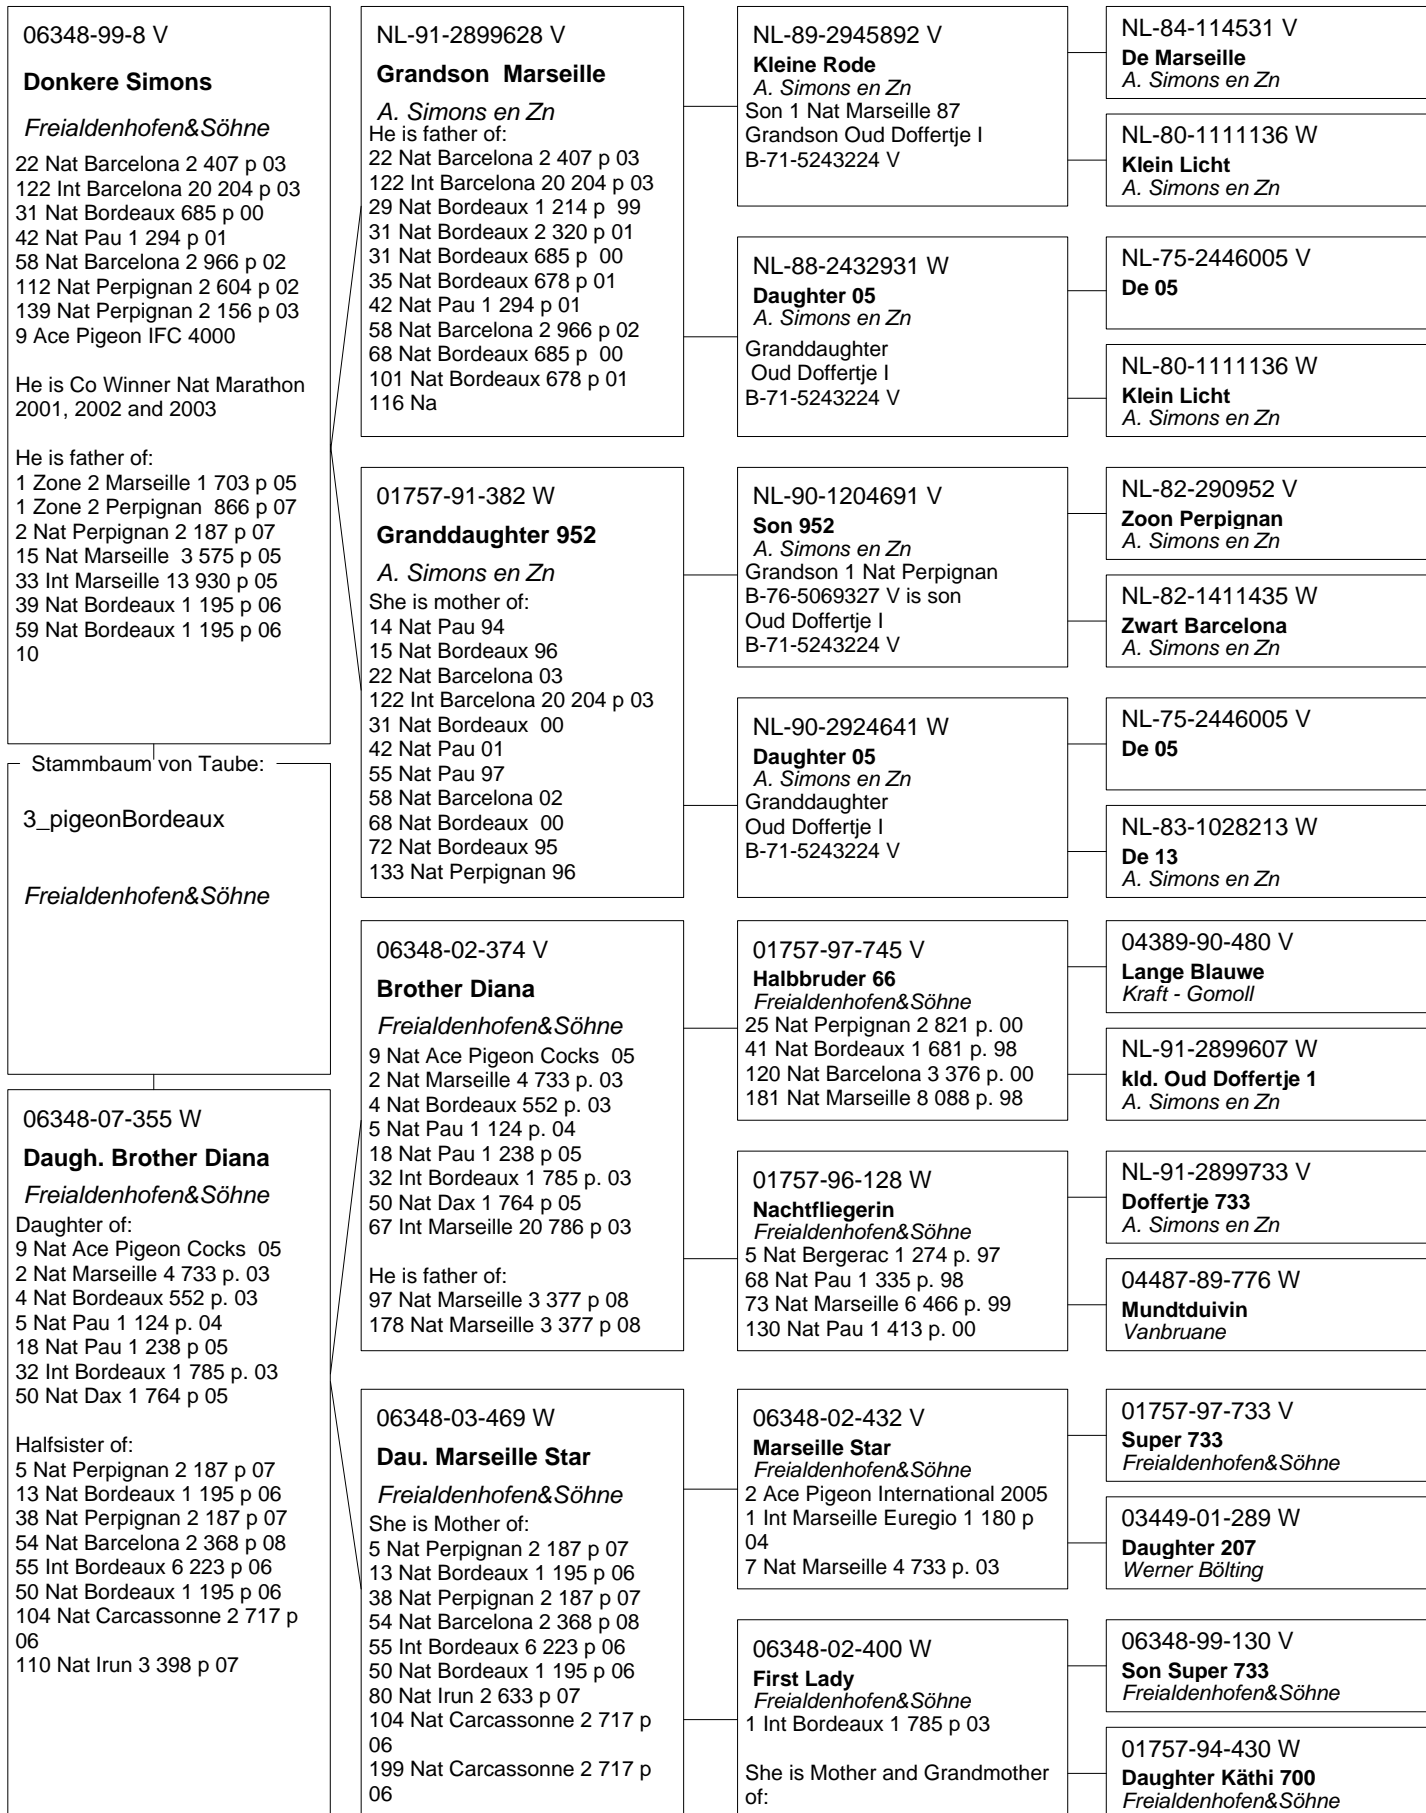 06348-99-8 V
Donkere Simons
Freialdenhofen&Söhne
22 Nat Barcelona 2 407 p 03
122 Int Barcelona 20 204 p 03
31 Nat Bordeaux 685 p 00
42 Nat Pau 1 294 p 01
58 Nat Barcelona 2 966 p 02
112 Nat Perpignan 2 604 p 02
139 Nat Perpignan 2 156 p 03
9 Ace Pigeon IFC 4000
He is Co Winner Nat Marathon
2001, 2002 and 2003
He is father of:
1 Zone 2 Marseille 1 703 p 05
1 Zone 2 Perpignan  866 p 07
2 Nat Perpignan 2 187 p 07
15 Nat Marseille  3 575 p 05
33 Int Marseille 13 930 p 05
39 Nat Bordeaux 1 195 p 06
59 Nat Bordeaux 1 195 p 06
10
Stammbaum von Taube:
3_pigeonBordeaux
Freialdenhofen&Söhne
06348-07-355 W
Daugh. Brother Diana
Freialdenhofen&Söhne
Daughter of:
9 Nat Ace Pigeon Cocks  05
2 Nat Marseille 4 733 p. 03
4 Nat Bordeaux 552 p. 03
5 Nat Pau 1 124 p. 04
18 Nat Pau 1 238 p 05
32 Int Bordeaux 1 785 p. 03
50 Nat Dax 1 764 p 05
Halfsister of:
5 Nat Perpignan 2 187 p 07
13 Nat Bordeaux 1 195 p 06
38 Nat Perpignan 2 187 p 07
54 Nat Barcelona 2 368 p 08
55 Int Bordeaux 6 223 p 06
50 Nat Bordeaux 1 195 p 06
104 Nat Carcassonne 2 717 p
06
110 Nat Irun 3 398 p 07
NL-91-2899628 V
Grandson  Marseille
A. Simons en Zn
He is father of:
22 Nat Barcelona 2 407 p 03
122 Int Barcelona 20 204 p 03
29 Nat Bordeaux 1 214 p  99
31 Nat Bordeaux 2 320 p 01
31 Nat Bordeaux 685 p  00
35 Nat Bordeaux 678 p 01
42 Nat Pau 1 294 p 01
58 Nat Barcelona 2 966 p 02
68 Nat Bordeaux 685 p  00
101 Nat Bordeaux 678 p 01
116 Na
01757-91-382 W
Granddaughter 952
A. Simons en Zn
She is mother of:
14 Nat Pau 94
15 Nat Bordeaux 96
22 Nat Barcelona 03
122 Int Barcelona 20 204 p 03
31 Nat Bordeaux  00
42 Nat Pau 01
55 Nat Pau 97
58 Nat Barcelona 02
68 Nat Bordeaux  00
72 Nat Bordeaux 95
133 Nat Perpignan 96
06348-02-374 V
Brother Diana
Freialdenhofen&Söhne
9 Nat Ace Pigeon Cocks  05
2 Nat Marseille 4 733 p. 03
4 Nat Bordeaux 552 p. 03
5 Nat Pau 1 124 p. 04
18 Nat Pau 1 238 p 05
32 Int Bordeaux 1 785 p. 03
50 Nat Dax 1 764 p 05
67 Int Marseille 20 786 p 03
He is father of:
97 Nat Marseille 3 377 p 08
178 Nat Marseille 3 377 p 08
06348-03-469 W
Dau. Marseille Star
Freialdenhofen&Söhne
She is Mother of:
5 Nat Perpignan 2 187 p 07
13 Nat Bordeaux 1 195 p 06
38 Nat Perpignan 2 187 p 07
54 Nat Barcelona 2 368 p 08
55 Int Bordeaux 6 223 p 06
50 Nat Bordeaux 1 195 p 06
80 Nat Irun 2 633 p 07
104 Nat Carcassonne 2 717 p
06
199 Nat Carcassonne 2 717 p
06
NL-89-2945892 V
Kleine Rode
A. Simons en Zn
Son 1 Nat Marseille 87
Grandson Oud Doffertje I
B-71-5243224 V
NL-88-2432931 W
Daughter 05
A. Simons en Zn
Granddaughter
Oud Doffertje I
B-71-5243224 V
NL-90-1204691 V
Son 952
A. Simons en Zn
Grandson 1 Nat Perpignan
B-76-5069327 V is son
Oud Doffertje I
B-71-5243224 V
NL-90-2924641 W
Daughter 05
A. Simons en Zn
Granddaughter
Oud Doffertje I
B-71-5243224 V
01757-97-745 V
Halbbruder 66
Freialdenhofen&Söhne
25 Nat Perpignan 2 821 p. 00
41 Nat Bordeaux 1 681 p. 98
120 Nat Barcelona 3 376 p. 00
181 Nat Marseille 8 088 p. 98
01757-96-128 W
Nachtfliegerin
Freialdenhofen&Söhne
5 Nat Bergerac 1 274 p. 97
68 Nat Pau 1 335 p. 98
73 Nat Marseille 6 466 p. 99
130 Nat Pau 1 413 p. 00
06348-02-432 V
Marseille Star
Freialdenhofen&Söhne
2 Ace Pigeon International 2005
1 Int Marseille Euregio 1 180 p
04
7 Nat Marseille 4 733 p. 03
06348-02-400 W
First Lady
Freialdenhofen&Söhne
1 Int Bordeaux 1 785 p 03
She is Mother and Grandmother
of:
NL-84-114531 V
De Marseille
A. Simons en Zn
NL-80-1111136 W
Klein Licht
A. Simons en Zn
NL-75-2446005 V
De 05
NL-80-1111136 W
Klein Licht
A. Simons en Zn
NL-82-290952 V
Zoon Perpignan
A. Simons en Zn
NL-82-1411435 W
Zwart Barcelona
A. Simons en Zn
NL-75-2446005 V
De 05
NL-83-1028213 W
De 13
A. Simons en Zn
04389-90-480 V
Lange Blauwe
Kraft - Gomoll
NL-91-2899607 W
kld. Oud Doffertje 1
A. Simons en Zn
NL-91-2899733 V
Doffertje 733
A. Simons en Zn
04487-89-776 W
Mundtduivin
Vanbruane
01757-97-733 V
Super 733
Freialdenhofen&Söhne
03449-01-289 W
Daughter 207
Werner Bölting
06348-99-130 V
Son Super 733
Freialdenhofen&Söhne
01757-94-430 W
Daughter Käthi 700
Freialdenhofen&Söhne